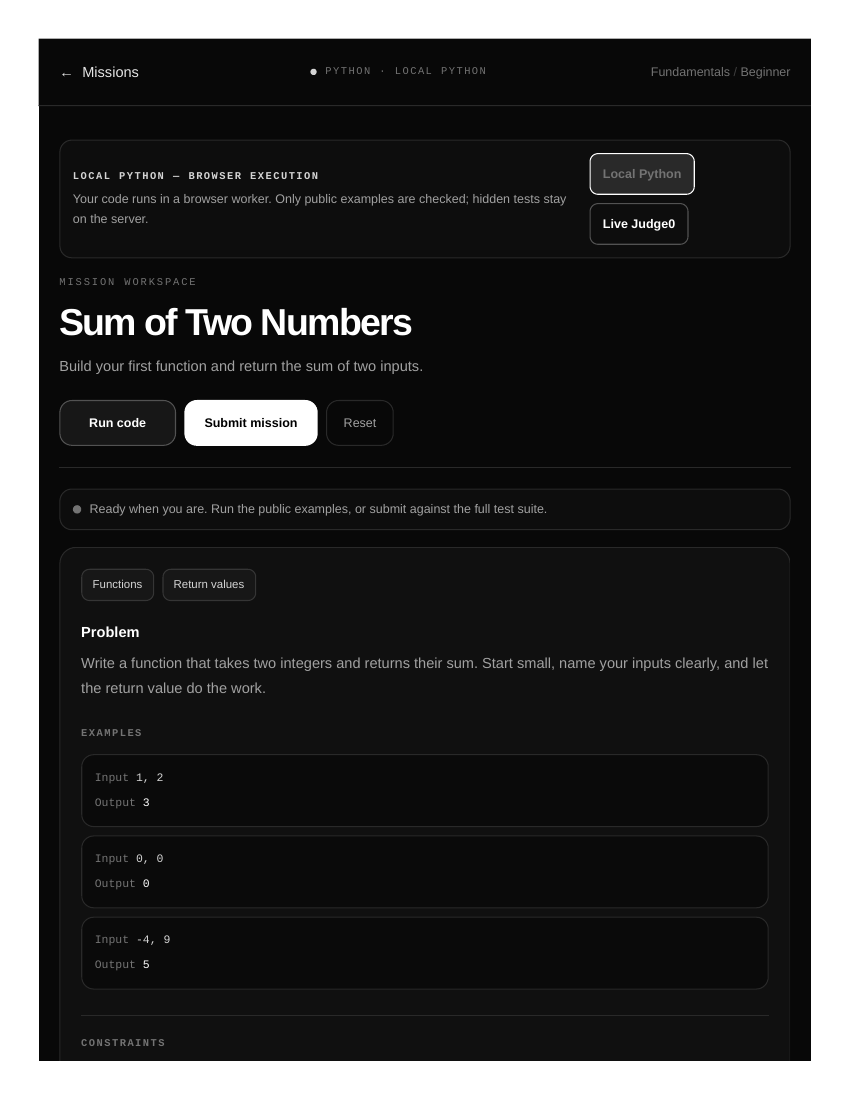 ← Missions
PYTHON · LOCAL PYTHON
Fundamentals / Beginner
LOCAL PYTHON — BROWSER EXECUTION
Your code runs in a browser worker. Only public examples are checked; hidden tests stay
on the server.
Local Python
Live Judge0
MISSION WORKSPACE
Sum of Two Numbers
Build your first function and return the sum of two inputs.
Run code
Submit mission
Reset
Ready when you are. Run the public examples, or submit against the full test suite.
Functions
Return values
Problem
Write a function that takes two integers and returns their sum. Start small, name your inputs clearly, and let
the return value do the work.
EXAMPLES
Input 1, 2
Output 3
Input 0, 0
Output 0
Input -4, 9
Output 5
CONSTRAINTS